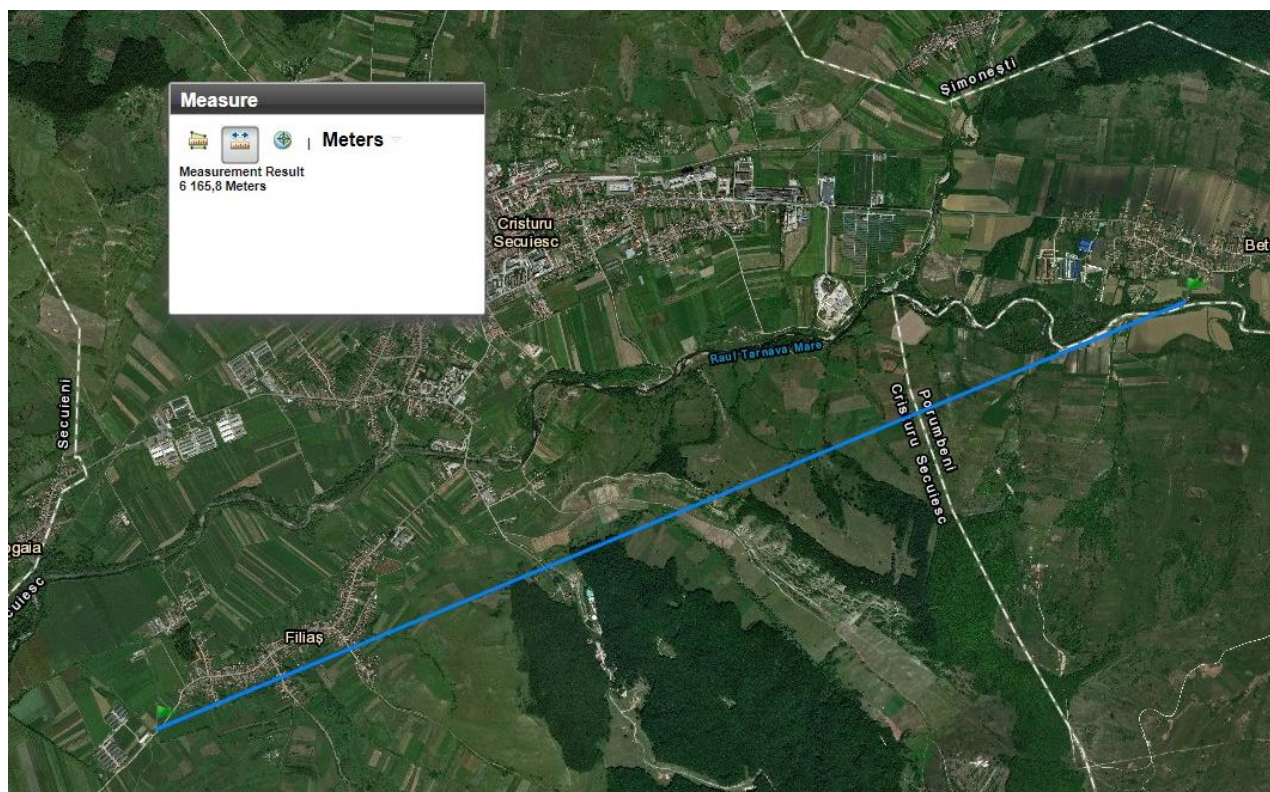 Measure
Meters
Measurement Result
6 165,8 Meters
Șimonești
Cristuru
Secuiesc
Bet
Raul Tarnava Mare
Secuieni
Porumbeni
Cristuru Secuiesc
ogaia
cuiesc
Filiaș